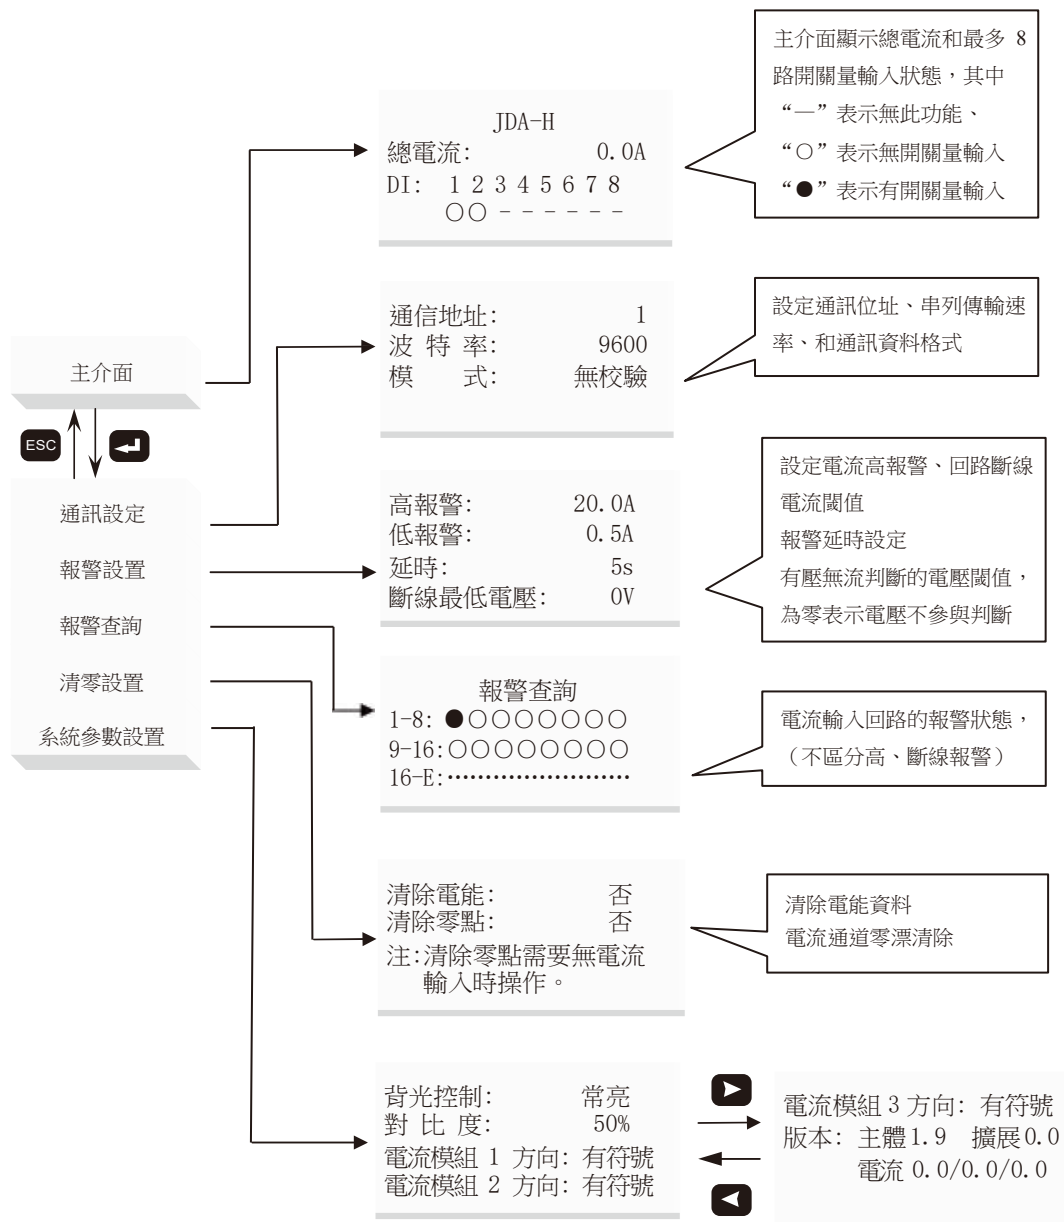 主介面顯示總電流和最多 8
路開關量輸入狀態，其中
“—”表示無此功能、
“○”表示無開關量輸入
“●”表示有開關量輸入
JDA-H
總電流: 0.0A
DI: 1 2 3 4 5 6 7 8
○○------
通信地址: 1
波 特 率: 9600
模 式: 無校驗
設定通訊位址、串列傳輸速
率、和通訊資料格式
主介面
ESC
通訊設定
報警設置
報警查詢
清零設置
系統參數設置
高報警: 20.0A
低報警: 0.5A
延時: 5s
斷線最低電壓: 0V
設定電流高報警、回路斷線
電流閾值
報警延時設定
有壓無流判斷的電壓閾值，
為零表示電壓不參與判斷
報警查詢
1-8: ●○○○○○○○
9-16:○○○○○○○○
16-E:························
電流輸入回路的報警狀態，
（不區分高、斷線報警）
清除電能: 否
清除零點: 否
注:清除零點需要無電流
輸入時操作。
清除電能資料
電流通道零漂清除
背光控制: 常亮
對 比 度: 50%
電流模組 1 方向: 有符號
電流模組 2 方向: 有符號
電流模組 3 方向: 有符號
版本: 主體1.9 擴展0.0
電流 0.0/0.0/0.0